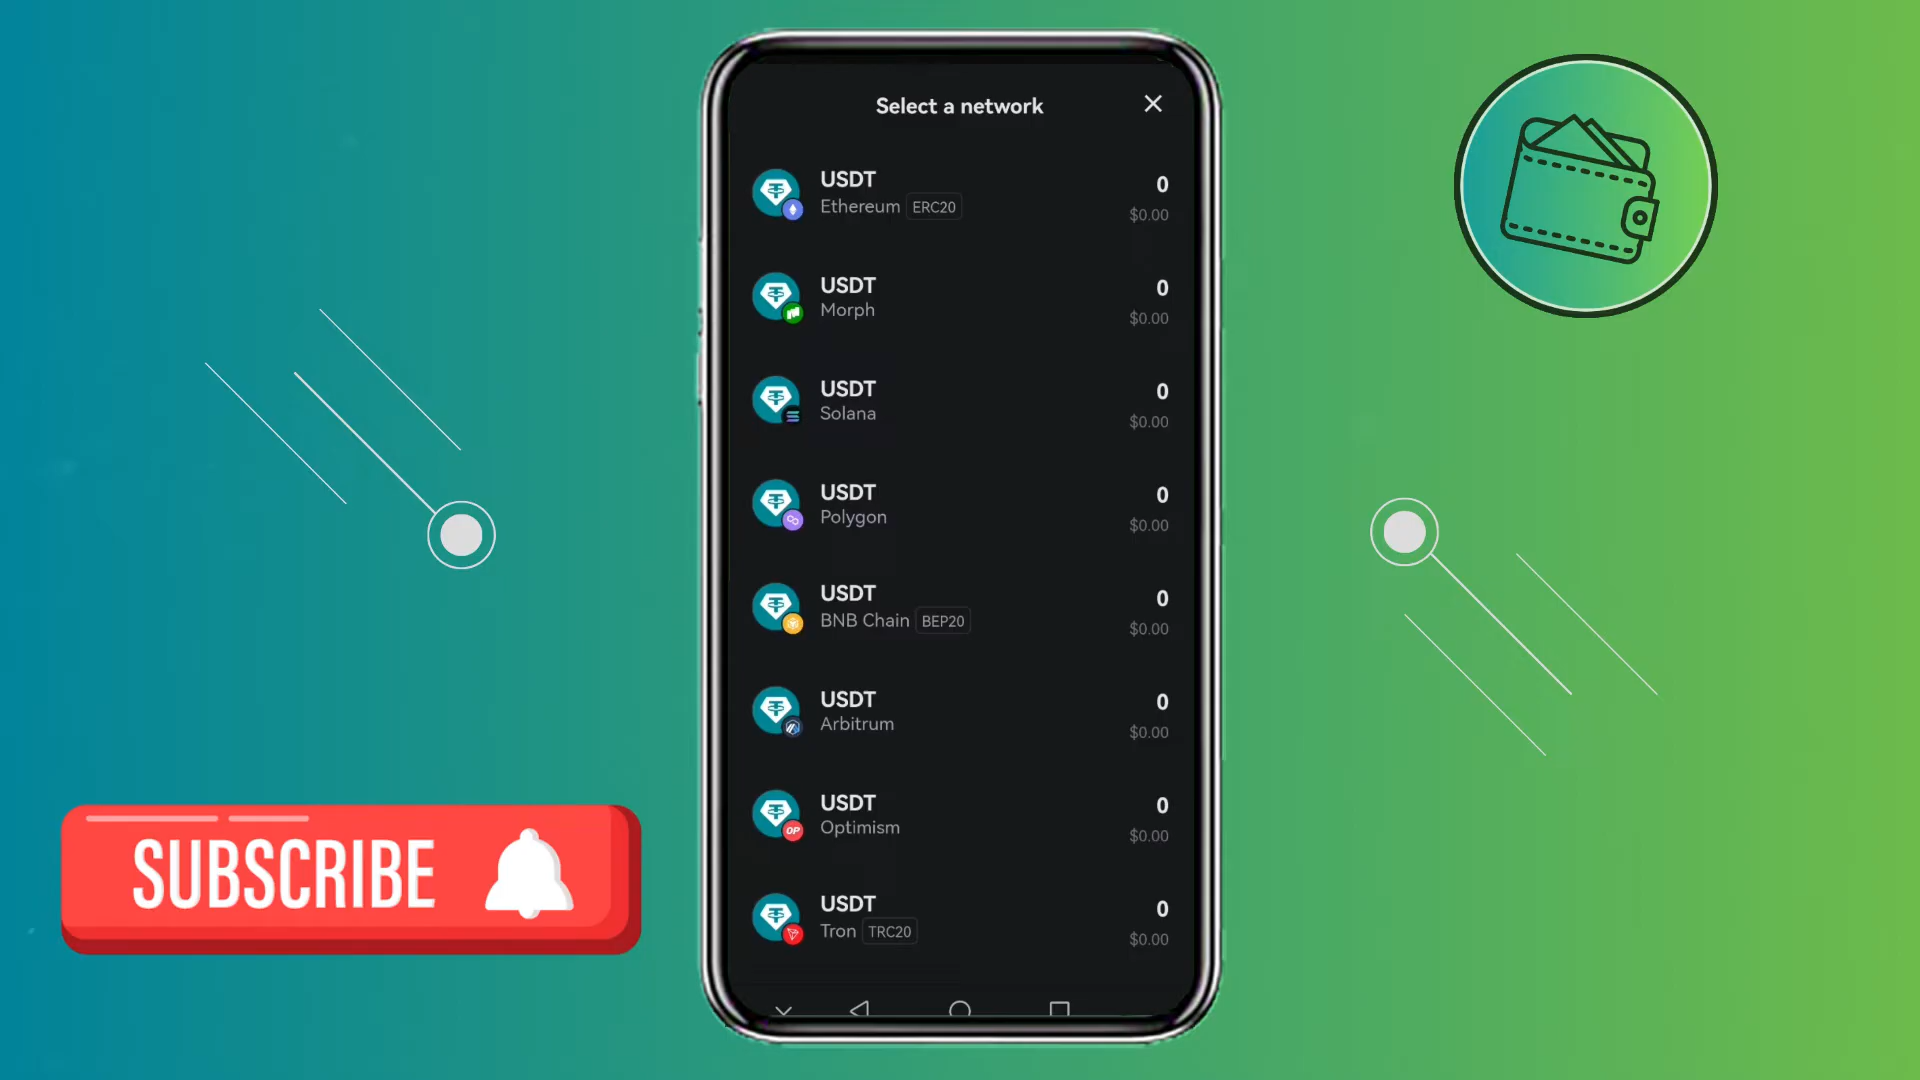 Select a network
USDT
0
Ethereum ERC20
$0.00
USDT
0
Morph
$0.00
USDT
0
Solana
$0.00
USDT
0
Polygon
$0.00
USDT
0
BNB Chain BEP20
$0.00
USDT
0
Arbitrum
$0.00
USDT
0
Optimism
$0.00
OP
USDT
0
Tron TRC20
$0.00
SUBSCRIBE